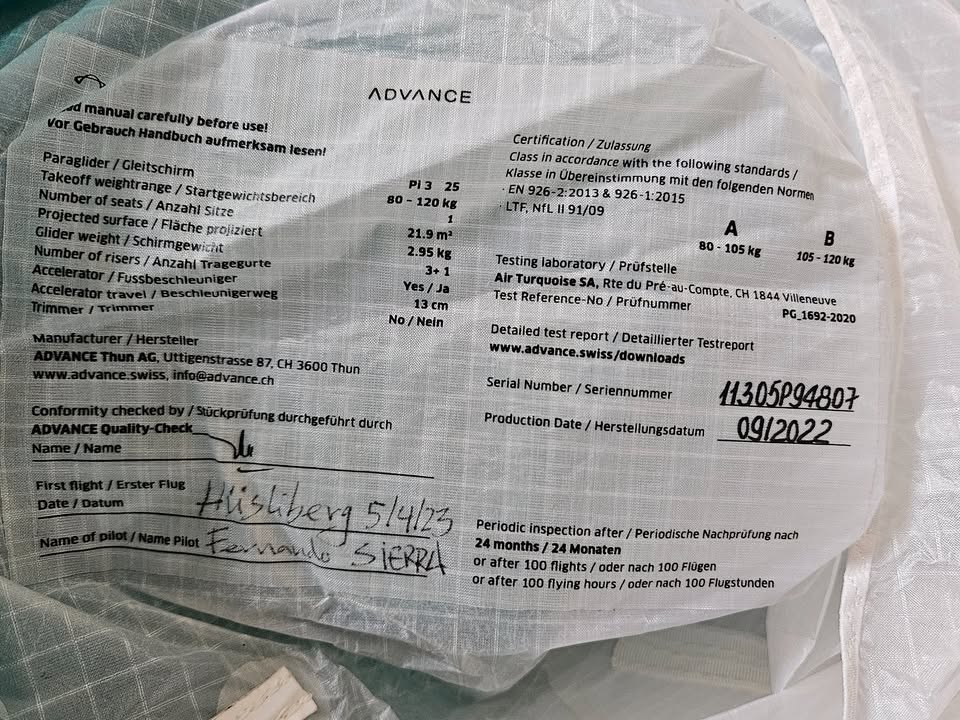 ADVANCE
manual carefully before use!
Vor Gebrauch Handbuch aufmerksam lesen!
Paraglider / Gleitschirm PI 3 25
Takeoff weightrange / Startgewichtsbereich 80 - 120 kg
Number of seats / Anzahl Sitze 1
Projected surface / Fläche projiziert 21.9 m²
Glider weight / Schirmgewicht 2.95 kg
Number of risers / Anzahl Tragegurte 3+1
Accelerator / Fussbeschleuniger Yes / Ja
Accelerator travel / Beschleunigerweg 13 cm
Trimmer / Trimmer No / Nein
Manufacturer / Hersteller
ADVANCE Thun AG, Uttigenstrasse 87, CH 3600 Thun
www.advance.swiss, info@advance.ch
Conformity checked by / Stückprüfung durchgeführt durch
ADVANCE Quality-Check
Name / Name
First flight / Erster Flug
Date / Datum 5/4/23
Name of pilot / Name Pilot Fernando SIERRA
Certification / Zulassung
Class in accordance with the following standards /
Klasse in Übereinstimmung mit den folgenden Normen
· EN 926-2:2013 & 926-1:2015
· LTF, NfL II 91/09
A B
80 - 105 kg 105 - 120 kg
Testing laboratory / Prüfstelle
Air Turquoise SA, Rte du Pré-au-Compte, CH 1844 Villeneuve
Test Reference-No / Prüfnummer PG_1692-2020
Detailed test report / Detaillierter Testreport
www.advance.swiss/downloads
Serial Number / Seriennummer 11305P94807
Production Date / Herstellungsdatum 09/2022
Periodic inspection after / Periodische Nachprüfung nach
24 months / 24 Monaten
or after 100 flights / oder nach 100 Flügen
or after 100 flying hours / oder nach 100 Flugstunden